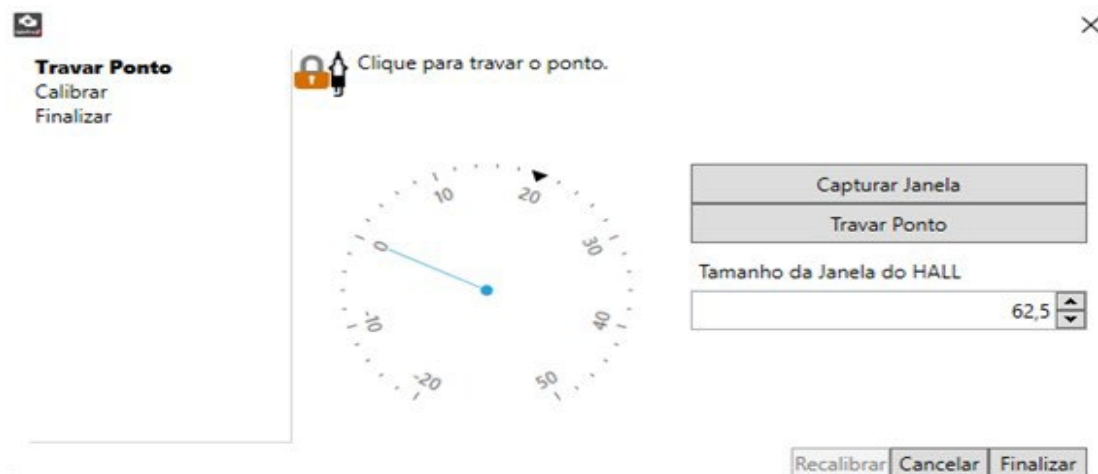 Travar Ponto
Calibrar
Finalizar
Clique para travar o ponto.
-20
-10
0
10
20
30
40
50
Capturar Janela
Travar Ponto
Tamanho da Janela do HALL
62,5
Recalibrar
Cancelar
Finalizar